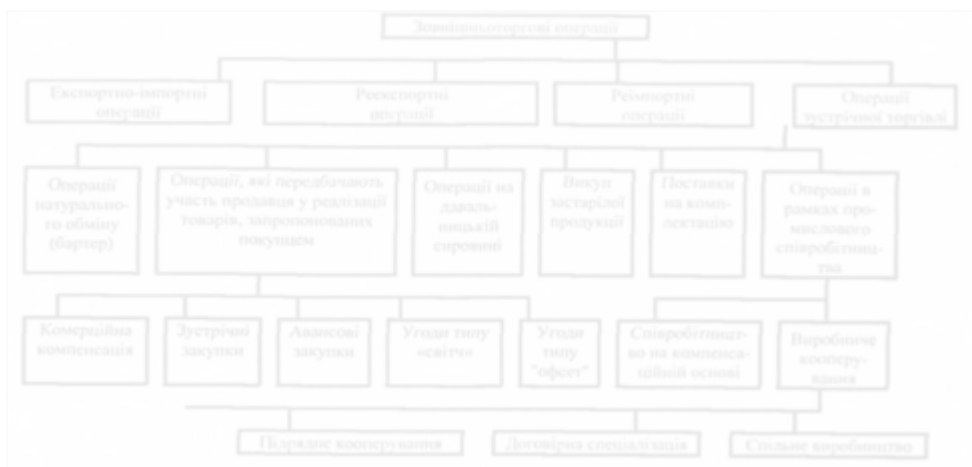 Зовнішньоторгові операції
Експортно-імпортні
операції
Реекспортні
операції
Реімпортні
операції
Операції
зустрічної торгівлі
Операції
натурально-
го обміну
(бартер)
Операції, які передбачають
участь продавця у реалізації
товарів, запропонованих
покупцем
Операції на
даваль-
ницькій
сировині
Викуп
застарілої
продукції
Поставки
на комп-
лектацію
Операції в
рамках про-
мислового
співробітниц-
тва
Комерційна
компенсація
Зустрічні
закупки
Авансові
закупки
Угоди типу
«світч»
Угоди
типу
"офсет"
Співробітницт-
во на компенса-
ційній основі
Виробниче
кооперу-
вання
Підрядне кооперування
Договірна спеціалізація
Спільне виробництво